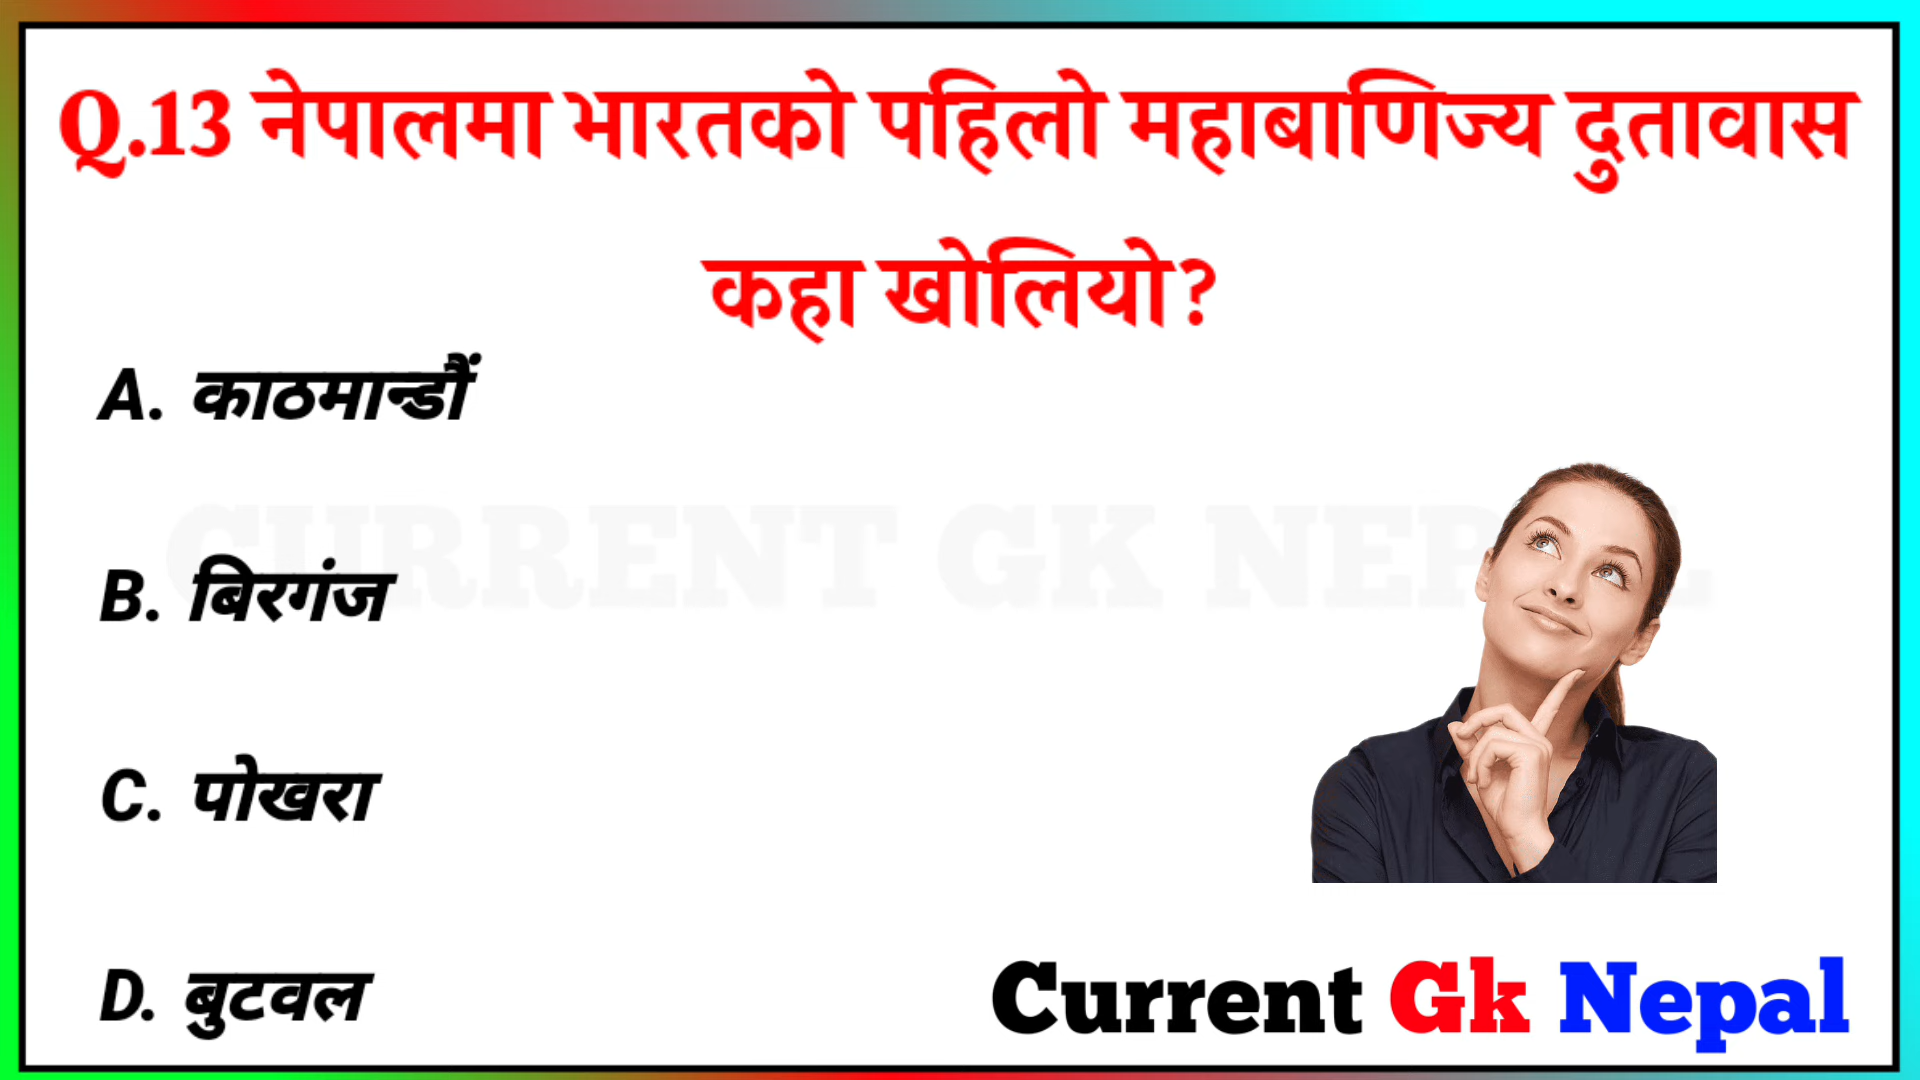 Q.13 नेपालमा भारतको पहिलो महाबाणिज्य दुतावास
कहा खोलियो?
A. काठमान्डौं
CURRENT GK NEPAL
B. बिरगंज
C. पोखरा
D. बुटवल
Current Gk Nepal